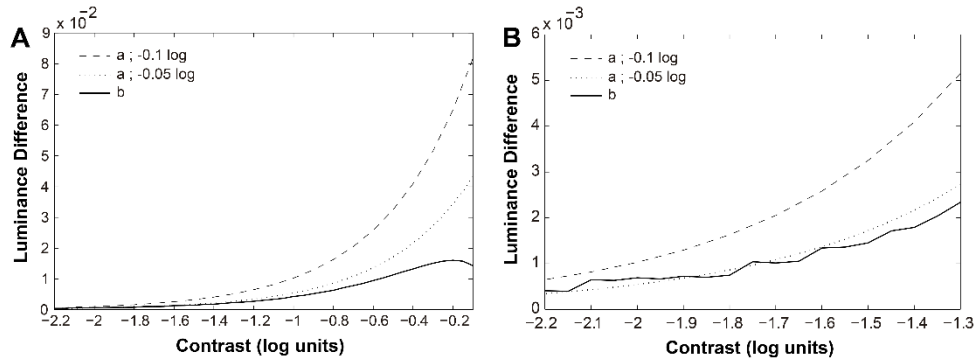 A
x 10−2
a ; -0.1 log
a ; -0.05 log
b
9
8
7
6
5
4
3
2
1
0
Luminance Difference
−2.2 −2 −1.8 −1.6 −1.4 −1.2 −1 −0.8 −0.6 −0.4 −0.2
Contrast (log units)
B
x 10−3
a ; -0.1 log
a ; -0.05 log
b
6
5
4
3
2
1
0
Luminance Difference
−2.2 −2.1 −2 −1.9 −1.8 −1.7 −1.6 −1.5 −1.4 −1.3
Contrast (log units)